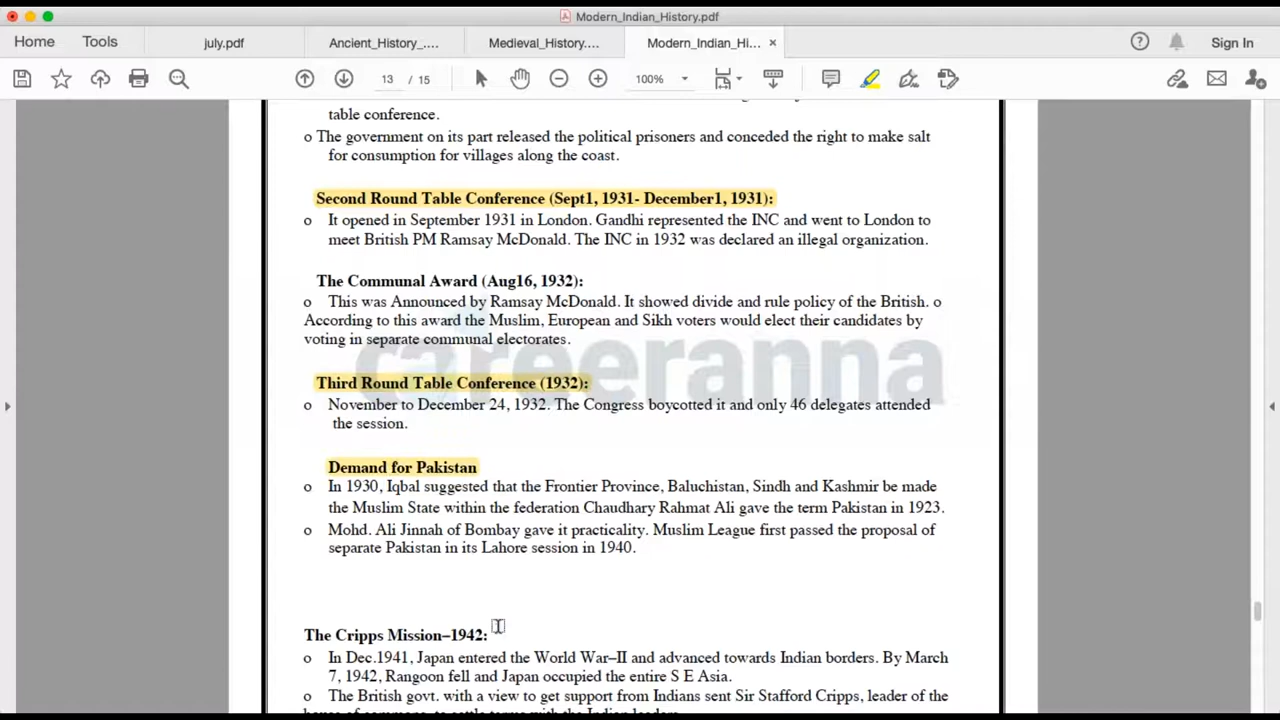 Modern_Indian_History.pdf
Home Tools july.pdf Ancient_History_.... Medieval_History.... Modern_Indian_Hi... × Sign In
13 / 15 100%
table conference.
o The government on its part released the political prisoners and conceded the right to make salt
for consumption for villages along the coast.
Second Round Table Conference (Sept1, 1931- December1, 1931):
o It opened in September 1931 in London. Gandhi represented the INC and went to London to
meet British PM Ramsay McDonald. The INC in 1932 was declared an illegal organization.
The Communal Award (Aug16, 1932):
o This was Announced by Ramsay McDonald. It showed divide and rule policy of the British. o
According to this award the Muslim, European and Sikh voters would elect their candidates by
voting in separate communal electorates.
careeranna
Third Round Table Conference (1932):
o November to December 24, 1932. The Congress boycotted it and only 46 delegates attended
the session.
Demand for Pakistan
o In 1930, Iqbal suggested that the Frontier Province, Baluchistan, Sindh and Kashmir be made
the Muslim State within the federation Chaudhary Rahmat Ali gave the term Pakistan in 1923.
o Mohd. Ali Jinnah of Bombay gave it practicality. Muslim League first passed the proposal of
separate Pakistan in its Lahore session in 1940.
The Cripps Mission–1942:
o In Dec.1941, Japan entered the World War–II and advanced towards Indian borders. By March
7, 1942, Rangoon fell and Japan occupied the entire S E Asia.
o The British govt. with a view to get support from Indians sent Sir Stafford Cripps, leader of the